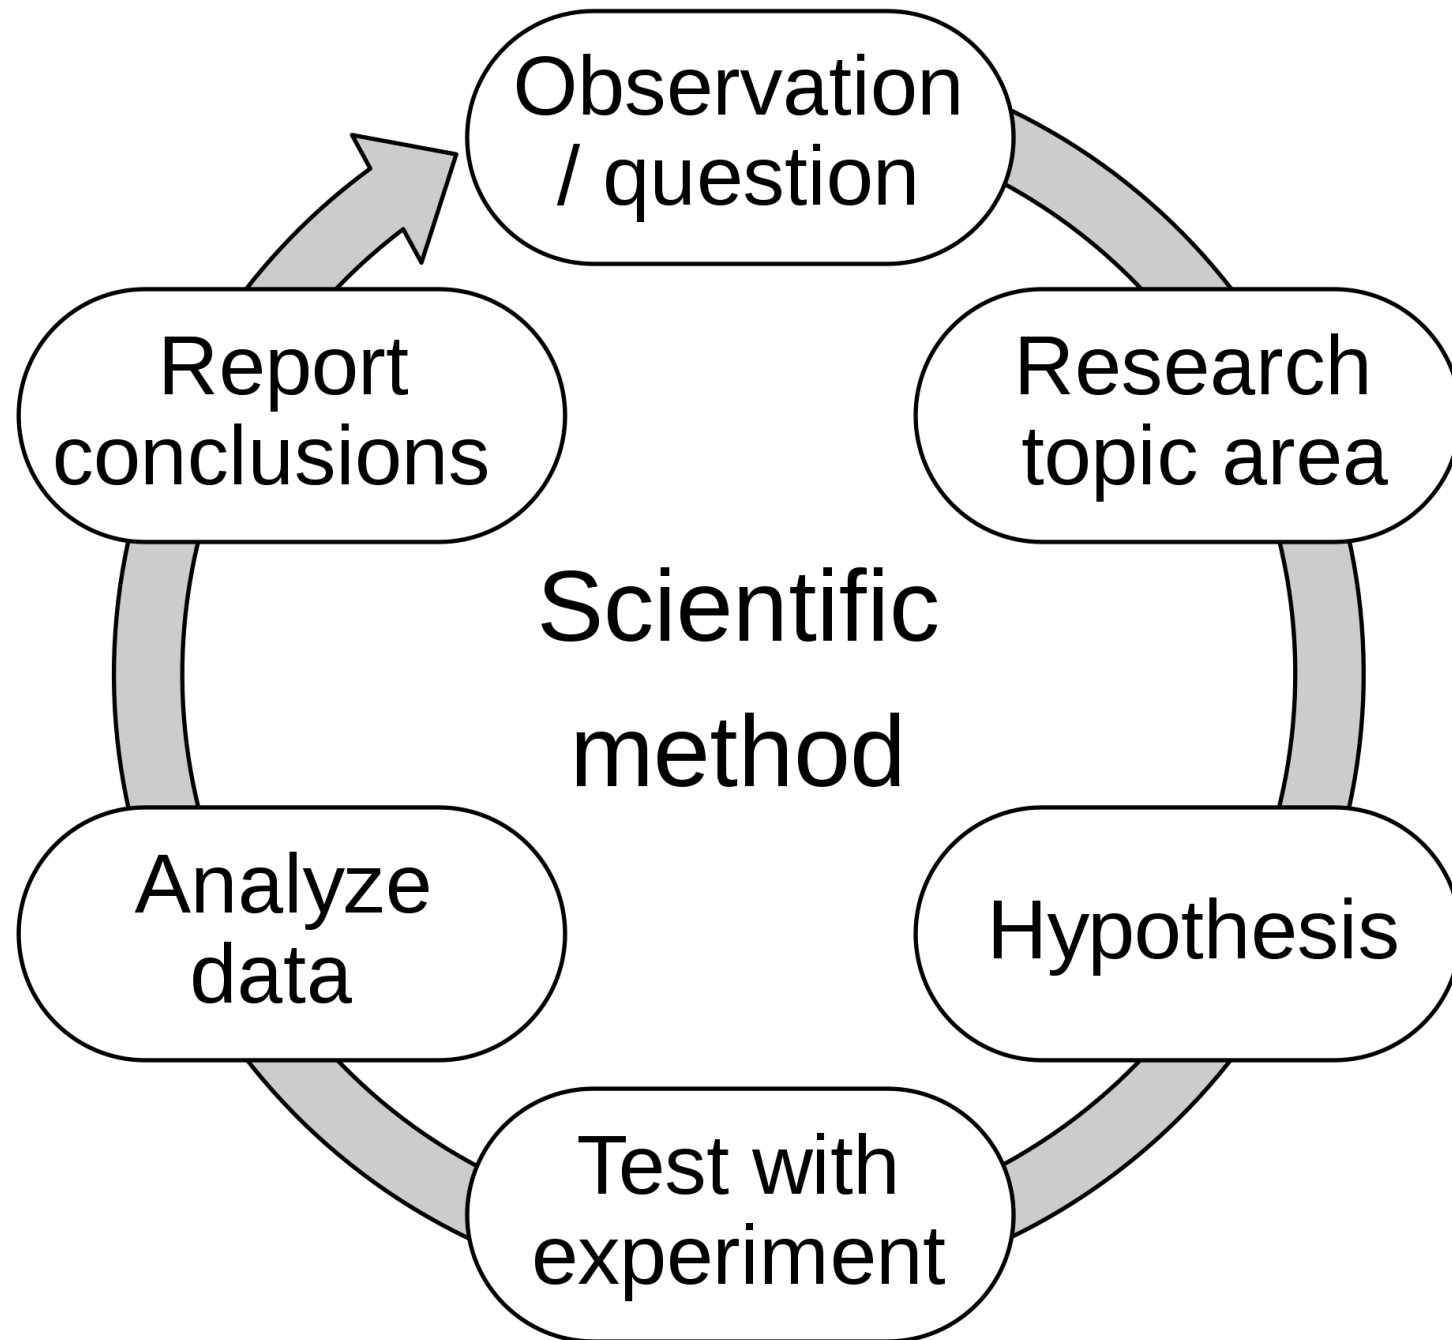 Observation
/ question
Research
topic area
Hypothesis
Test with
experiment
Analyze
data
Report
conclusions
Scientific
method